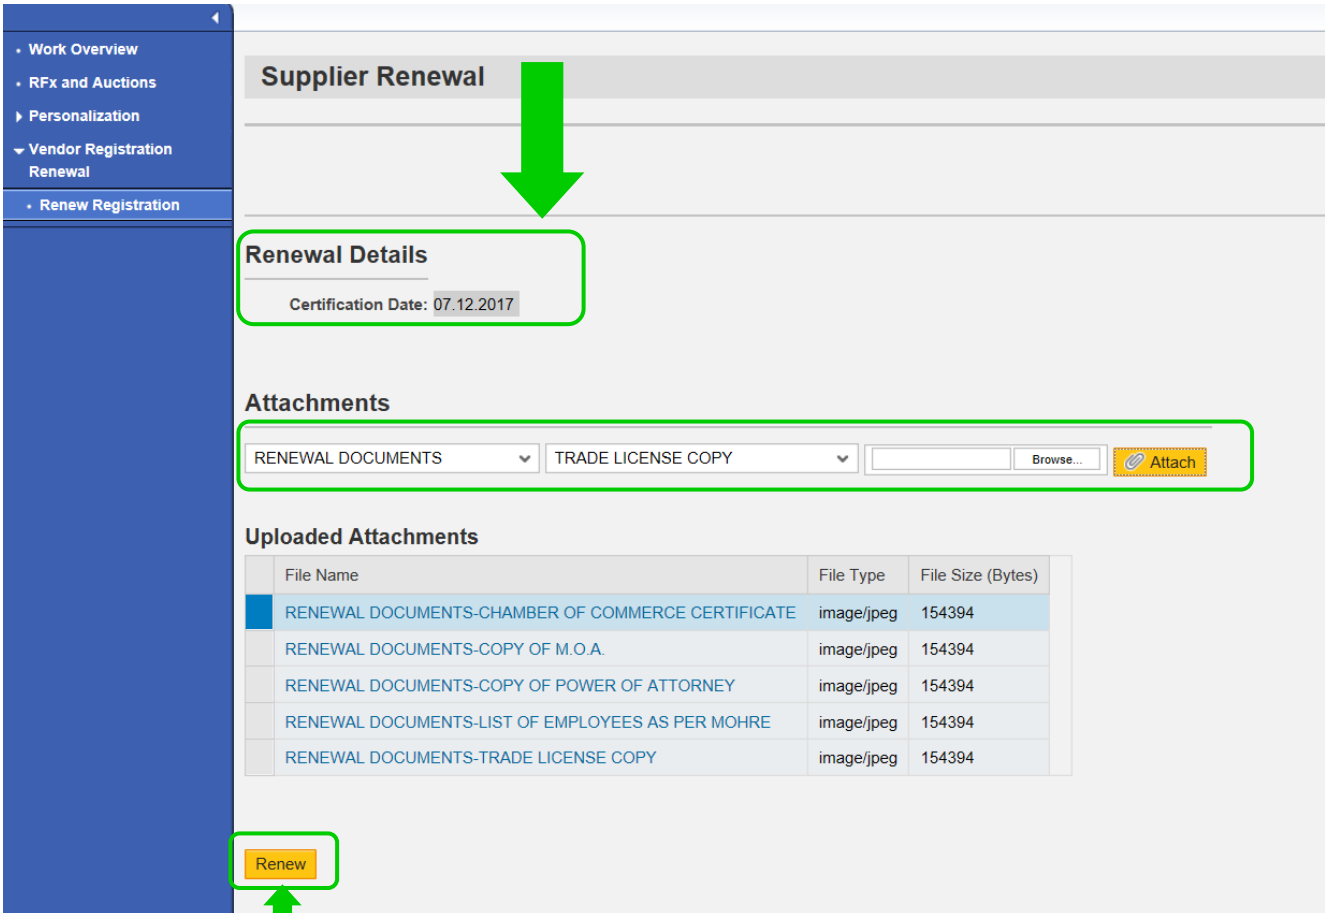 Work Overview
RFx and Auctions
Personalization
Vendor Registration
Renewal
Renew Registration
Supplier Renewal
Renewal Details
Certification Date: 07.12.2017
Attachments
RENEWAL DOCUMENTS TRADE LICENSE COPY Browse... Attach
Uploaded Attachments
File Name File Type File Size (Bytes)
RENEWAL DOCUMENTS-CHAMBER OF COMMERCE CERTIFICATE image/jpeg 154394
RENEWAL DOCUMENTS-COPY OF M.O.A. image/jpeg 154394
RENEWAL DOCUMENTS-COPY OF POWER OF ATTORNEY image/jpeg 154394
RENEWAL DOCUMENTS-LIST OF EMPLOYEES AS PER MOHRE image/jpeg 154394
RENEWAL DOCUMENTS-TRADE LICENSE COPY image/jpeg 154394
Renew